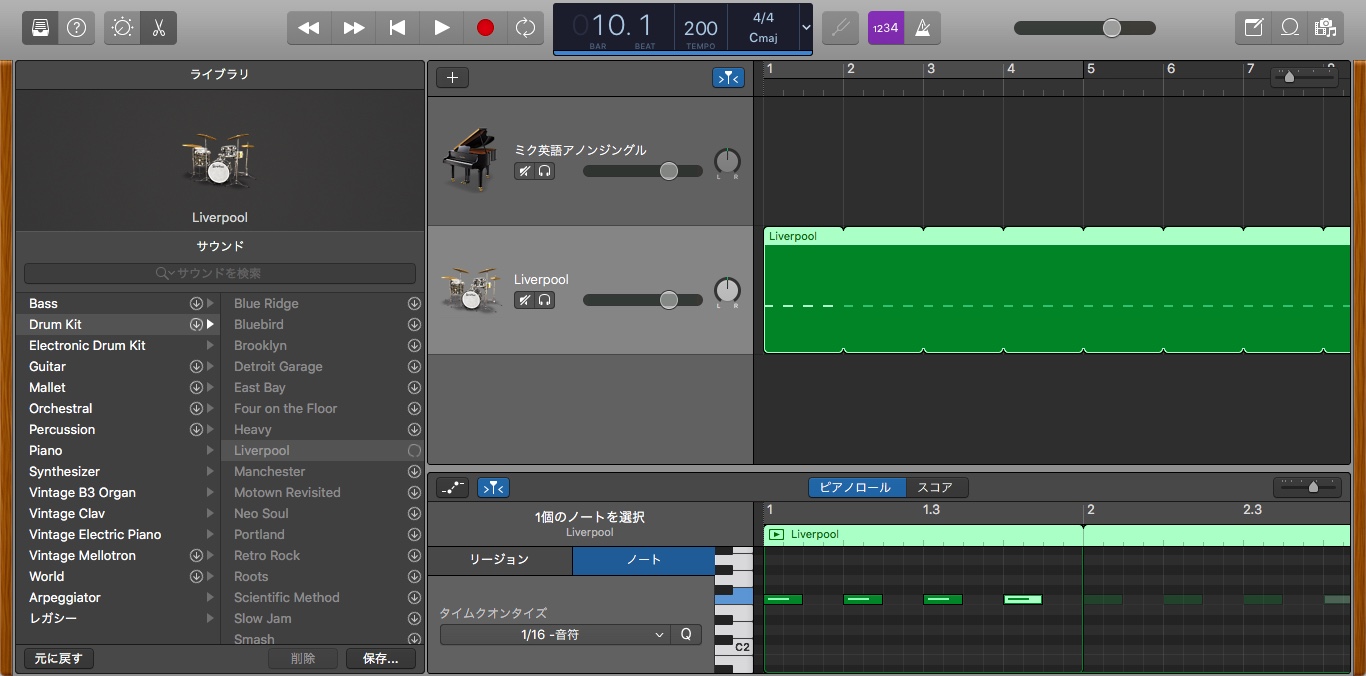 010.1
BAR
BEAT
200
TEMPO
4/4
Cmaj
1234
ライブラリ
Liverpool
サウンド
サウンドを検索
Bass
Drum Kit
Electronic Drum Kit
Guitar
Mallet
Orchestral
Percussion
Piano
Synthesizer
Vintage B3 Organ
Vintage Clav
Vintage Electric Piano
Vintage Mellotron
World
Arpeggiator
レガシー
Blue Ridge
Bluebird
Brooklyn
Detroit Garage
East Bay
Four on the Floor
Heavy
Liverpool
Manchester
Motown Revisited
Neo Soul
Portland
Retro Rock
Roots
Scientific Method
Slow Jam
Smash
元に戻す
削除
保存...
1 2 3 4 5 6 7
ミク英語アノンジングル
L R
Liverpool
L R
Liverpool
ピアノロール
スコア
1個のノートを選択
Liverpool
リージョン
ノート
タイムクオンタイズ
1/16 -音符
Q
C2
1 1.3 2 2.3
Liverpool